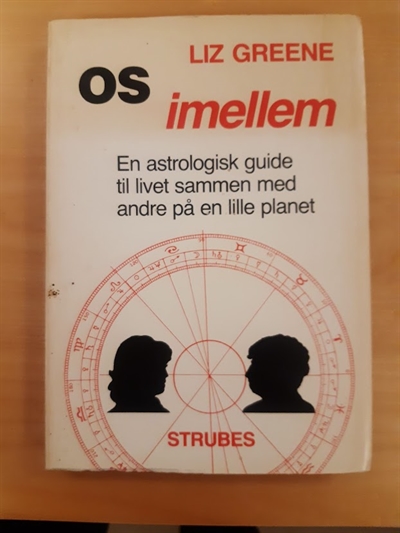 LIZ GREENE
os
imellem
En astrologisk guide
til livet sammen med
andre på en lille planet
STRUBES